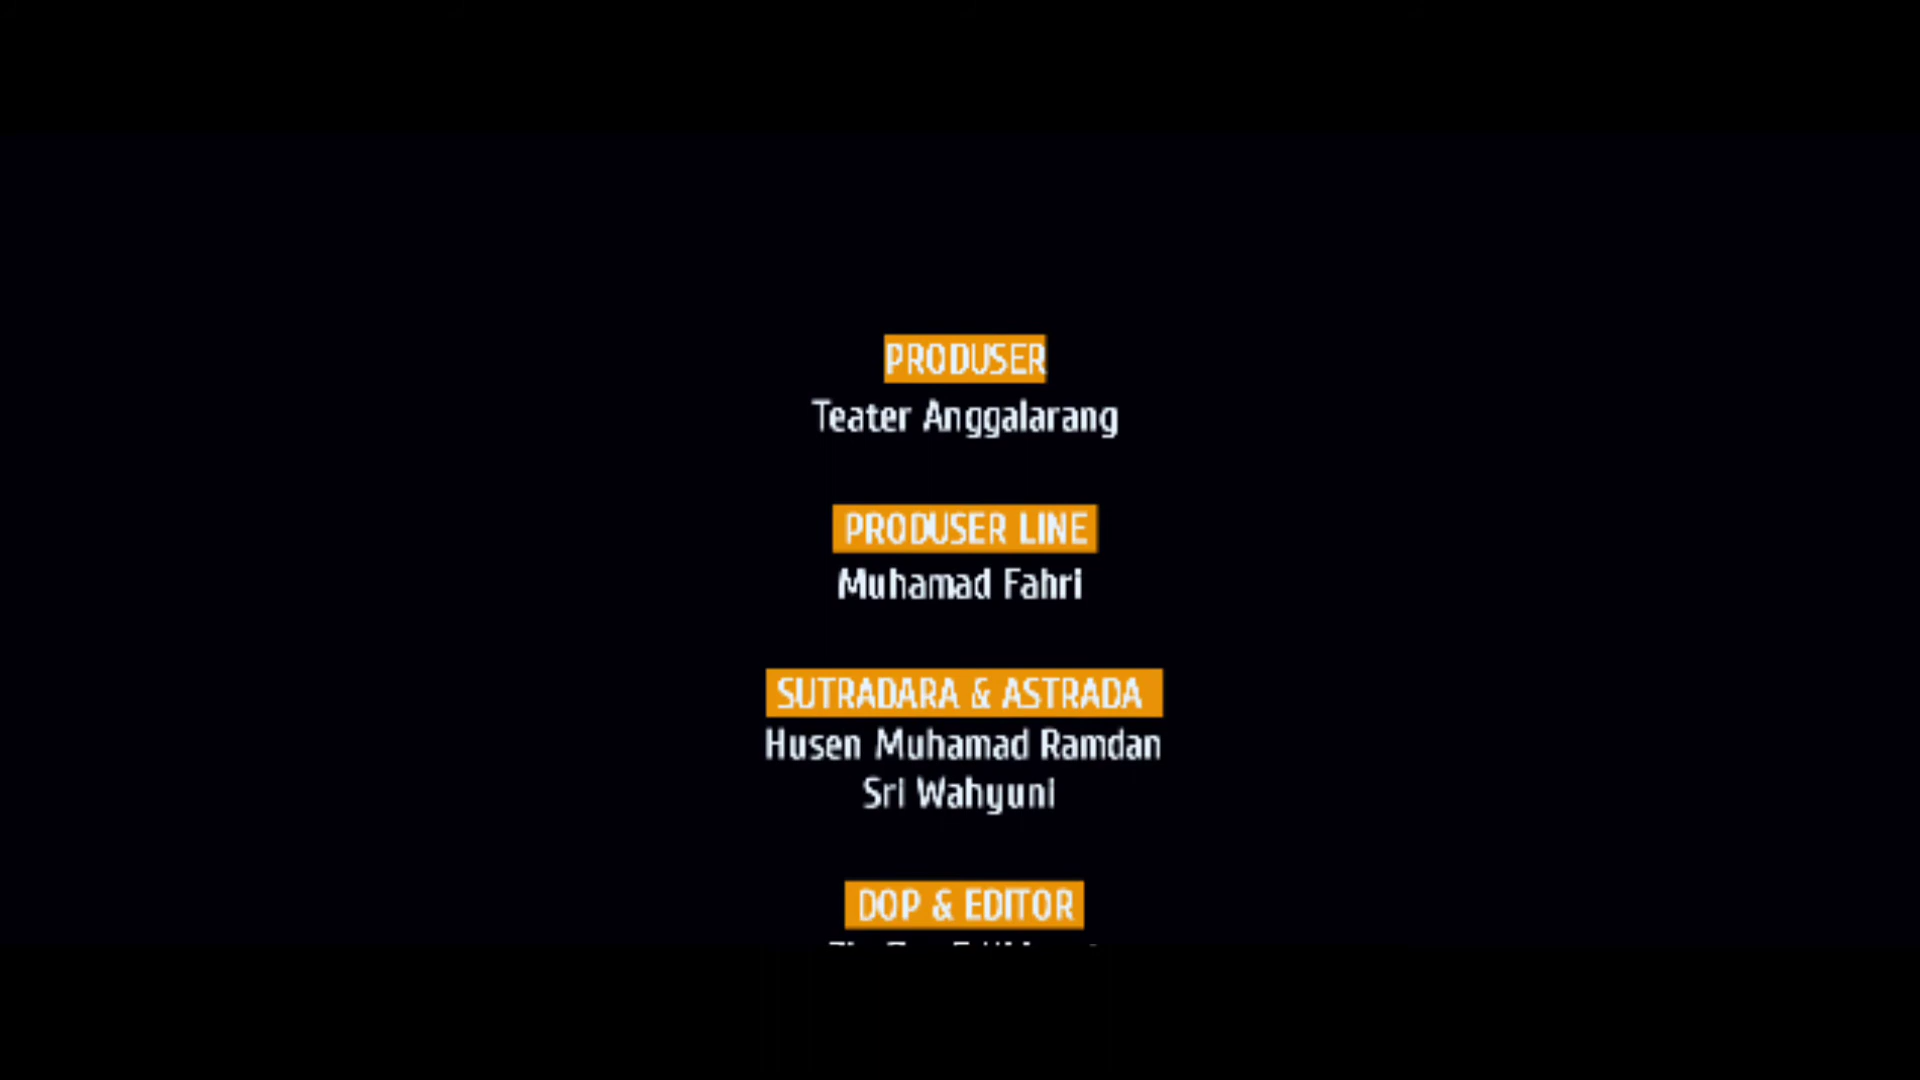 PRODUSER
Teater Anggalarang
PRODUSER LINE
Muhamad Fahri
SUTRADARA & ASTRADA
Husen Muhamad Ramdan
Sri Wahyuni
DOP & EDITOR